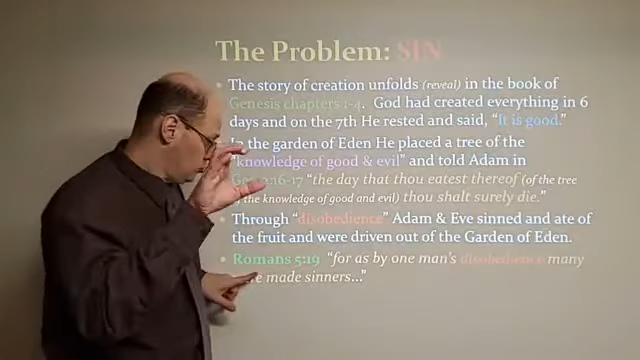 The Problem: SIN
• The story of creation unfolds (reveal) in the book of
Genesis chapters 1-4. God had created everything in 6
days and on the 7th He rested and said, "It is good."
In the garden of Eden He placed a tree of the
"knowledge of good & evil" and told Adam in
2:16-17 "the day that thou eatest thereof (of the tree
of the knowledge of good and evil) thou shalt surely die."
• Through "disobedience" Adam & Eve sinned and ate of
the fruit and were driven out of the Garden of Eden.
• Romans 5:19 "for as by one man's disobedience many
made sinners..."